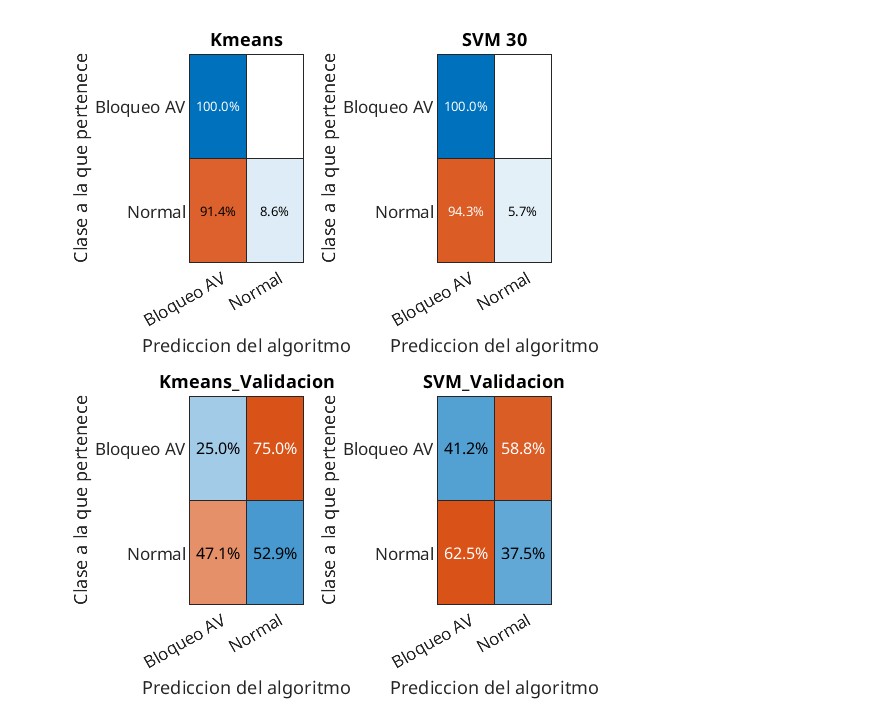 Kmeans
SVM 30
Clase a la que pertenece
Bloqueo AV
100.0%
Normal
91.4%
8.6%
Bloqueo AV
Normal
Prediccion del algoritmo
Clase a la que pertenece
Bloqueo AV
100.0%
Normal
94.3%
5.7%
Bloqueo AV
Normal
Prediccion del algoritmo
Kmeans_Validacion
SVM_Validacion
Clase a la que pertenece
Bloqueo AV
25.0%
75.0%
Normal
47.1%
52.9%
Bloqueo AV
Normal
Prediccion del algoritmo
Clase a la que pertenece
Bloqueo AV
41.2%
58.8%
Normal
62.5%
37.5%
Bloqueo AV
Normal
Prediccion del algoritmo